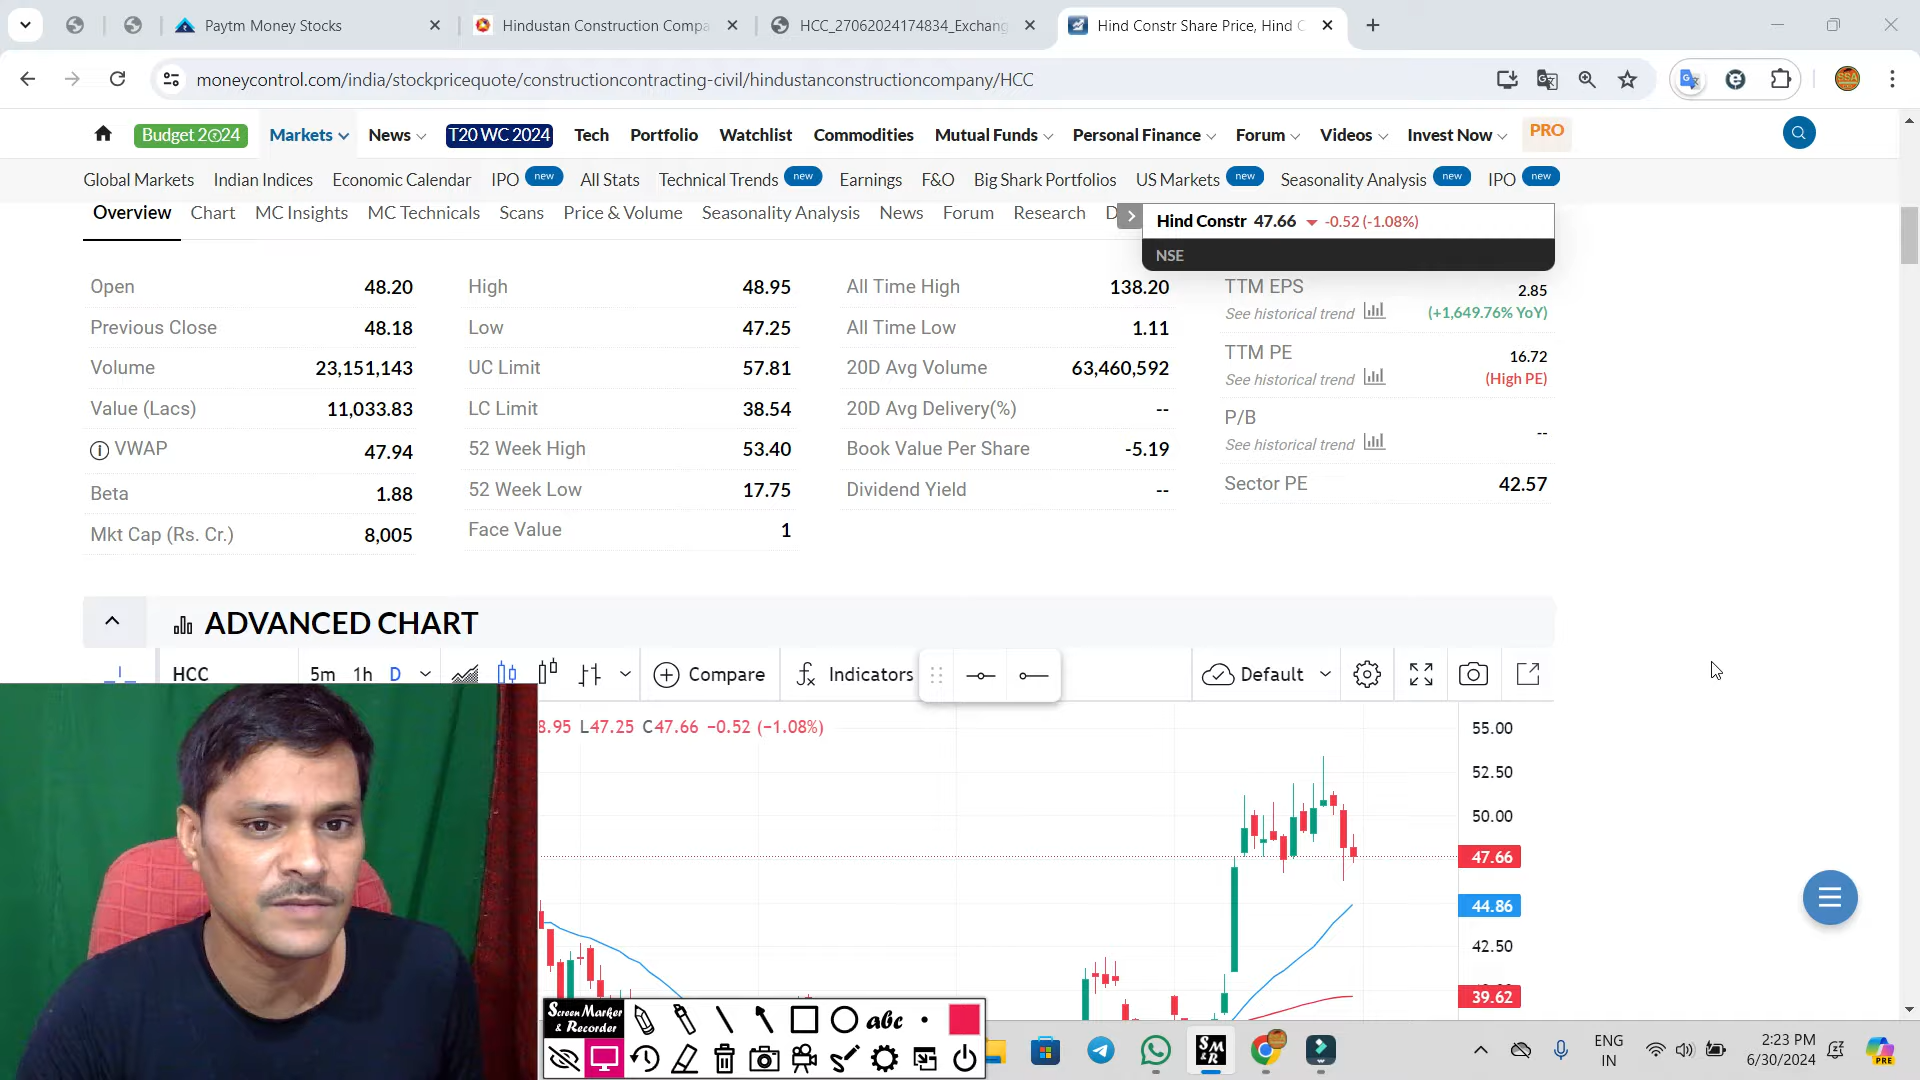 Paytm Money Stocks
Hindustan Construction Compa
HCC_27062024174834_Exchang
Hind Constr Share Price, Hind C
moneycontrol.com/india/stockpricequote/constructioncontracting-civil/hindustanconstructioncompany/HCC
Budget 2024
Markets
News
T20 WC 2024
Tech
Portfolio
Watchlist
Commodities
Mutual Funds
Personal Finance
Forum
Videos
Invest Now
PRO
Global Markets
Indian Indices
Economic Calendar
IPO new
All Stats
Technical Trends new
Earnings
F&O
Big Shark Portfolios
US Markets new
Seasonality Analysis new
IPO new
Overview
Chart
MC Insights
MC Technicals
Scans
Price & Volume
Seasonality Analysis
News
Forum
Research
D
Hind Constr 47.66 -0.52 (-1.08%)
NSE
Open 48.20
Previous Close 48.18
Volume 23,151,143
Value (Lacs) 11,033.83
VWAP 47.94
Beta 1.88
Mkt Cap (Rs. Cr.) 8,005
High 48.95
Low 47.25
UC Limit 57.81
LC Limit 38.54
52 Week High 53.40
52 Week Low 17.75
Face Value 1
All Time High 138.20
All Time Low 1.11
20D Avg Volume 63,460,592
20D Avg Delivery(%) --
Book Value Per Share -5.19
Dividend Yield --
TTM EPS 2.85
See historical trend (+1,649.76% YoY)
TTM PE 16.72
See historical trend (High PE)
P/B --
See historical trend
Sector PE 42.57
ADVANCED CHART
HCC
5m 1h D
Compare
Indicators
Default
8.95 L47.25 C47.66 −0.52 (−1.08%)
55.00
52.50
50.00
47.66
44.86
42.50
39.62
Screen Marker
& Recorder
abc
SM
&R
ENG
IN
2:23 PM
6/30/2024
PRE